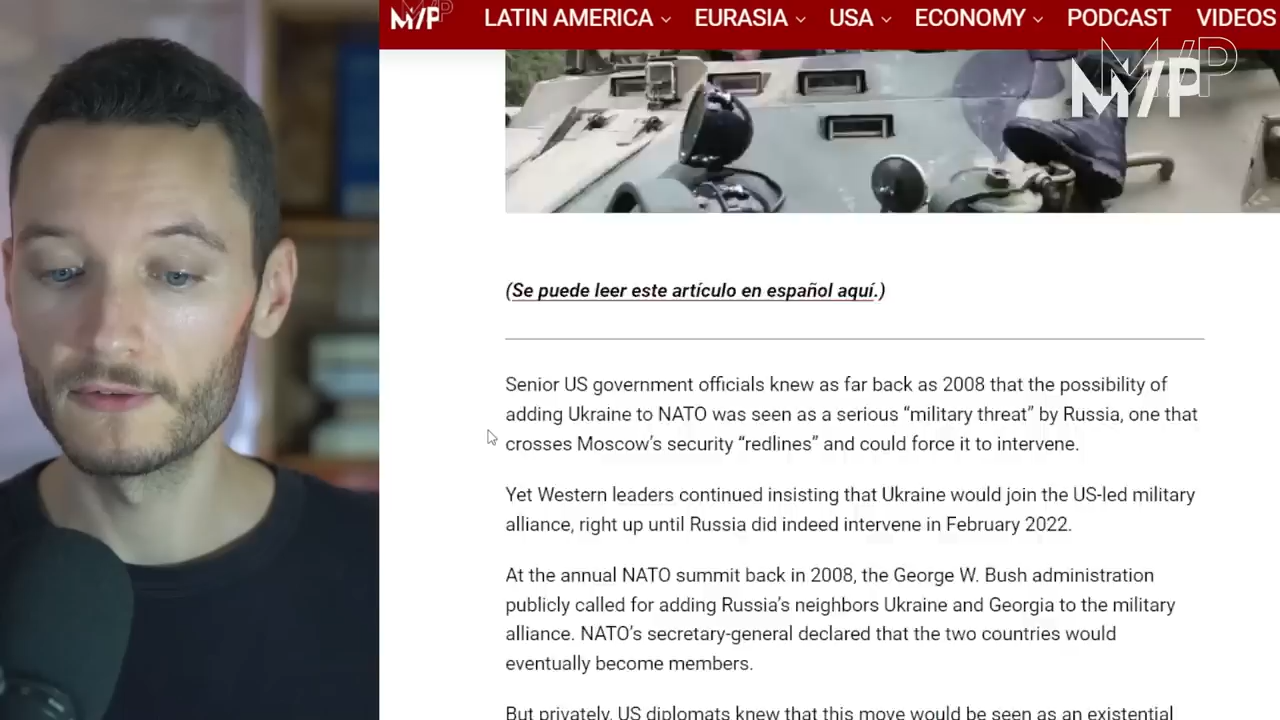 M/P LATIN AMERICA EURASIA USA ECONOMY PODCAST VIDEOS
M/P
(Se puede leer este artículo en español aquí.)
Senior US government officials knew as far back as 2008 that the possibility of
adding Ukraine to NATO was seen as a serious “military threat” by Russia, one that
crosses Moscow’s security “redlines” and could force it to intervene.
Yet Western leaders continued insisting that Ukraine would join the US-led military
alliance, right up until Russia did indeed intervene in February 2022.
At the annual NATO summit back in 2008, the George W. Bush administration
publicly called for adding Russia’s neighbors Ukraine and Georgia to the military
alliance. NATO’s secretary-general declared that the two countries would
eventually become members.
But privately, US diplomats knew that this move would be seen as an existential